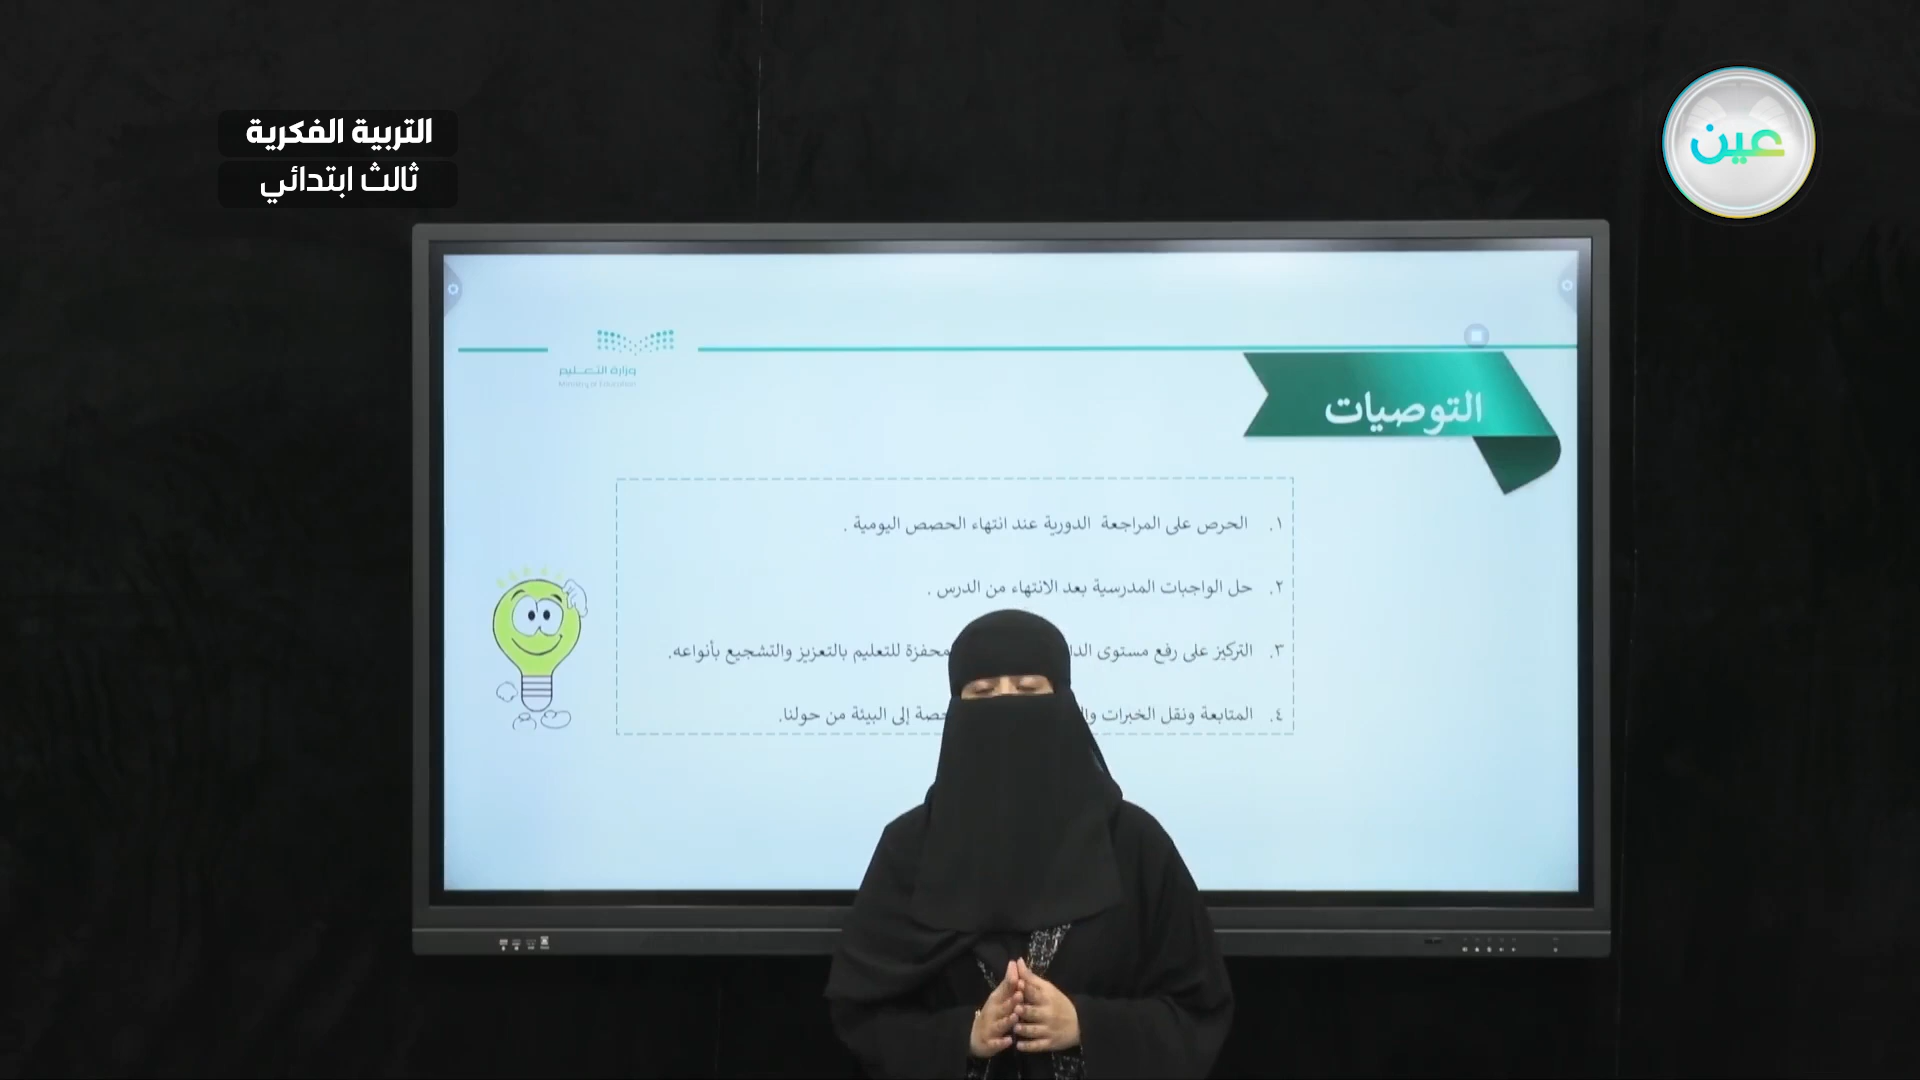 التربية الفكرية
ثالث ابتدائي
عين
وزارة التعليم
Ministry of Education
التوصيات
١. الحرص على المراجعة الدورية عند انتهاء الحصص اليومية .
٢. حل الواجبات المدرسية بعد الانتهاء من الدرس .
٣. التركيز على رفع مستوى محفزة للتعليم بالتعزيز والتشجيع بأنواعه.
٤. المتابعة ونقل الخبرات إلى البيئة من حولنا.